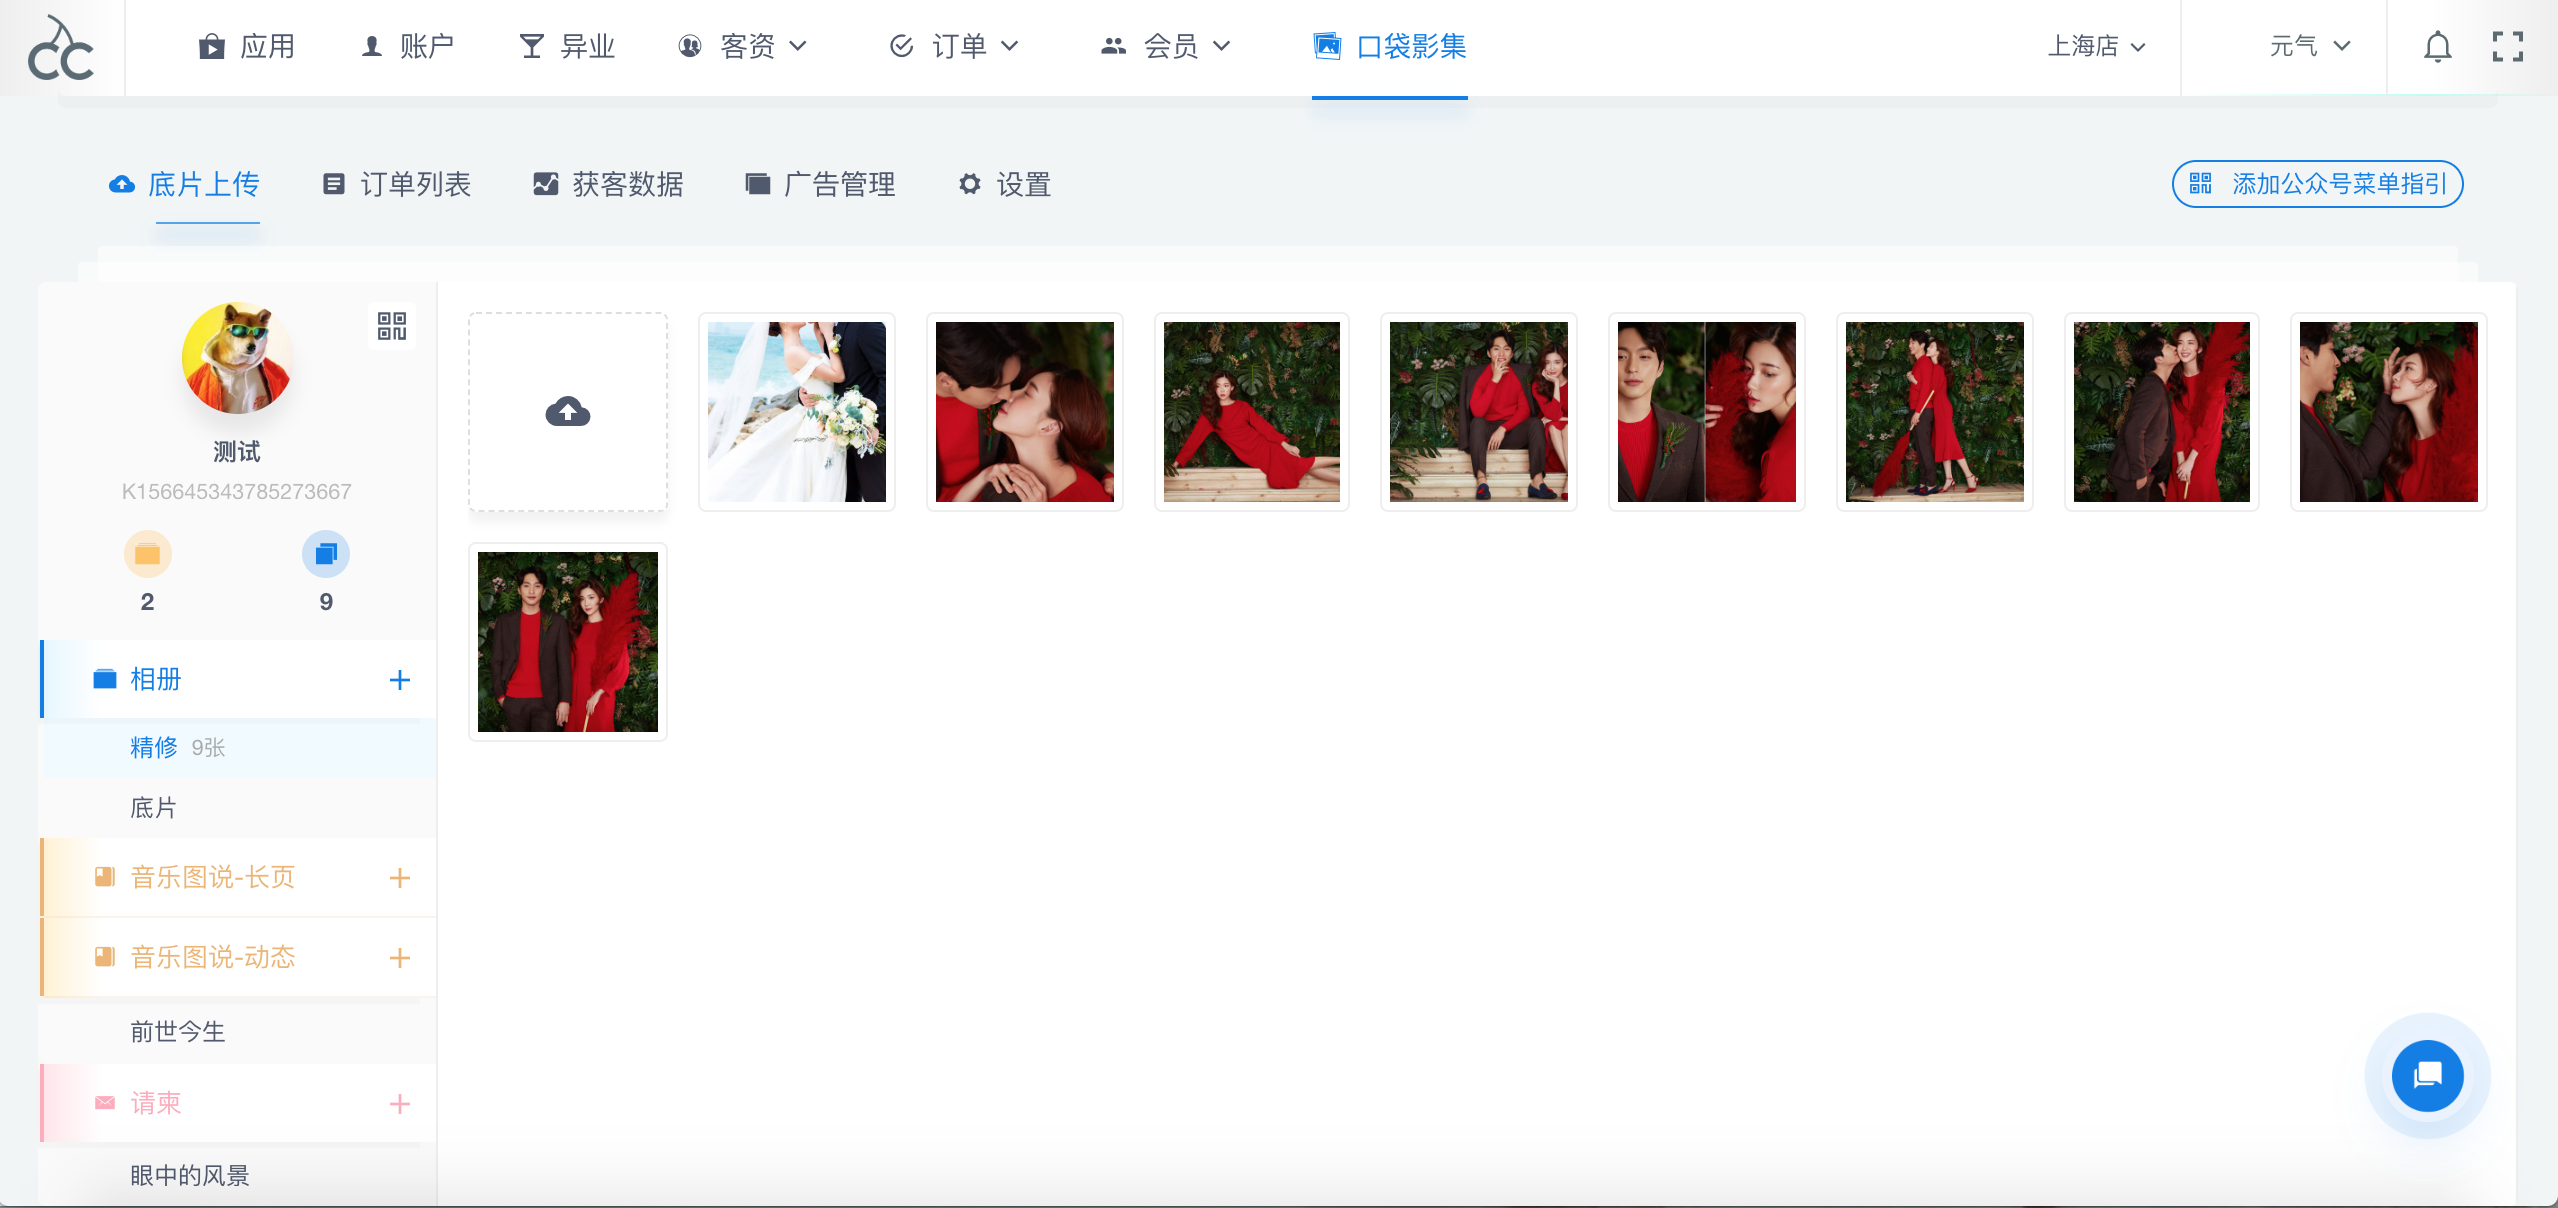 CC
应用
账户
异业
客资
订单
会员
口袋影集
上海店
元气
底片上传
订单列表
获客数据
广告管理
设置
添加公众号菜单指引
测试
K156645343785273667
2
9
相册
精修 9张
底片
音乐图说-长页
音乐图说-动态
前世今生
请柬
眼中的风景